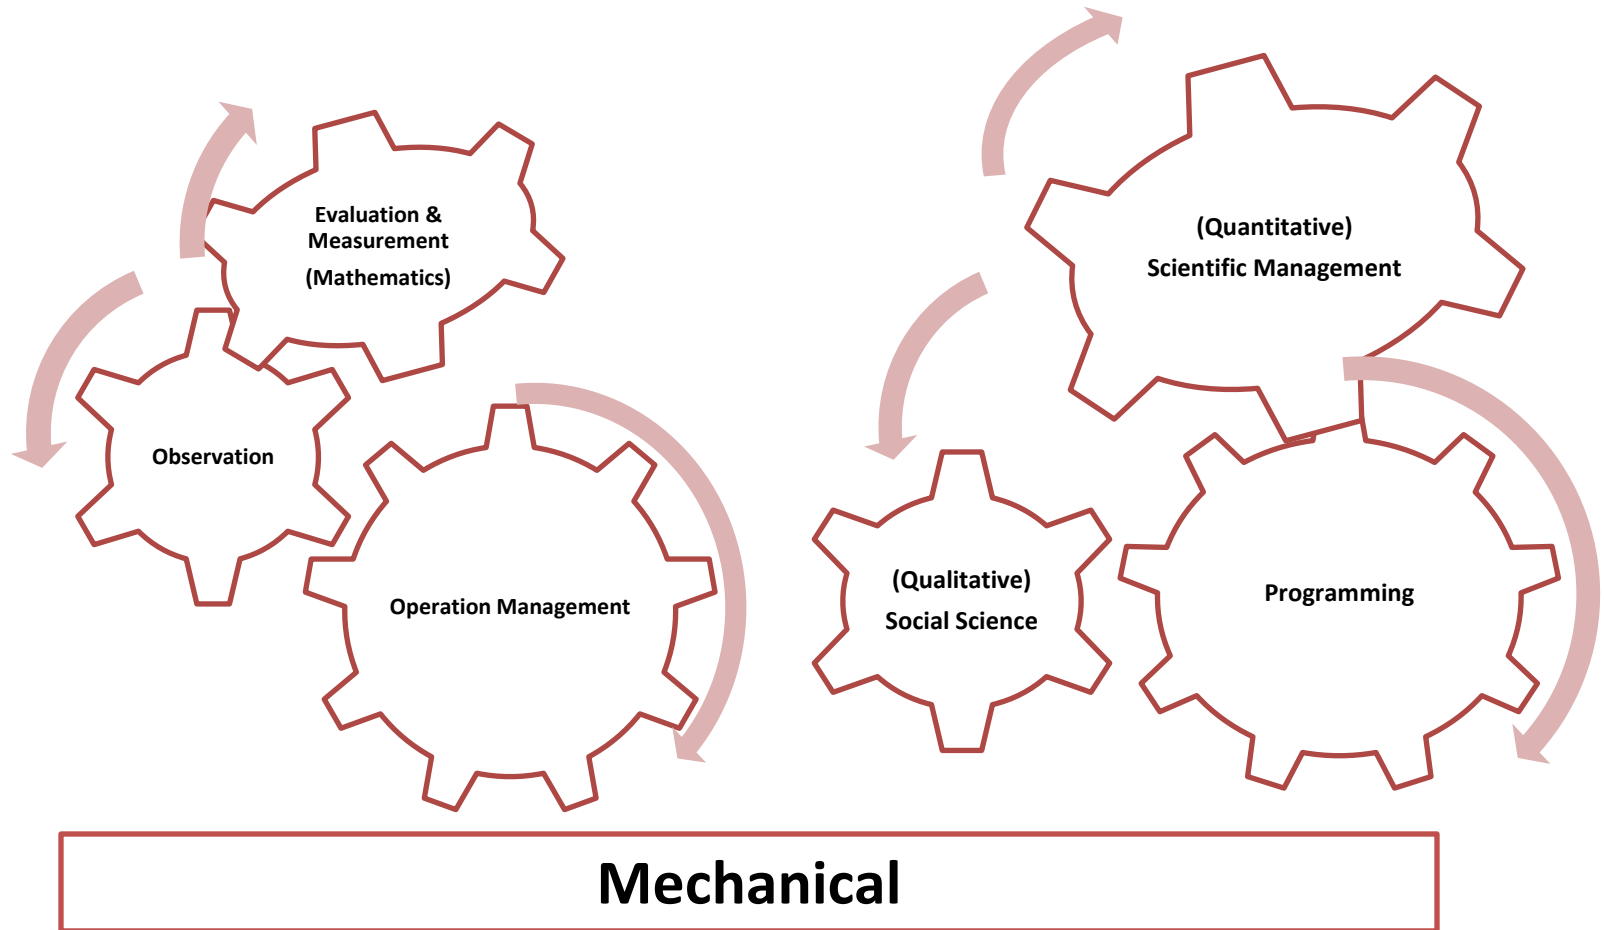 Evaluation &
Measurement
(Mathematics)
Observation
Operation Management
(Quantitative)
Scientific Management
(Qualitative)
Social Science
Programming
Mechanical